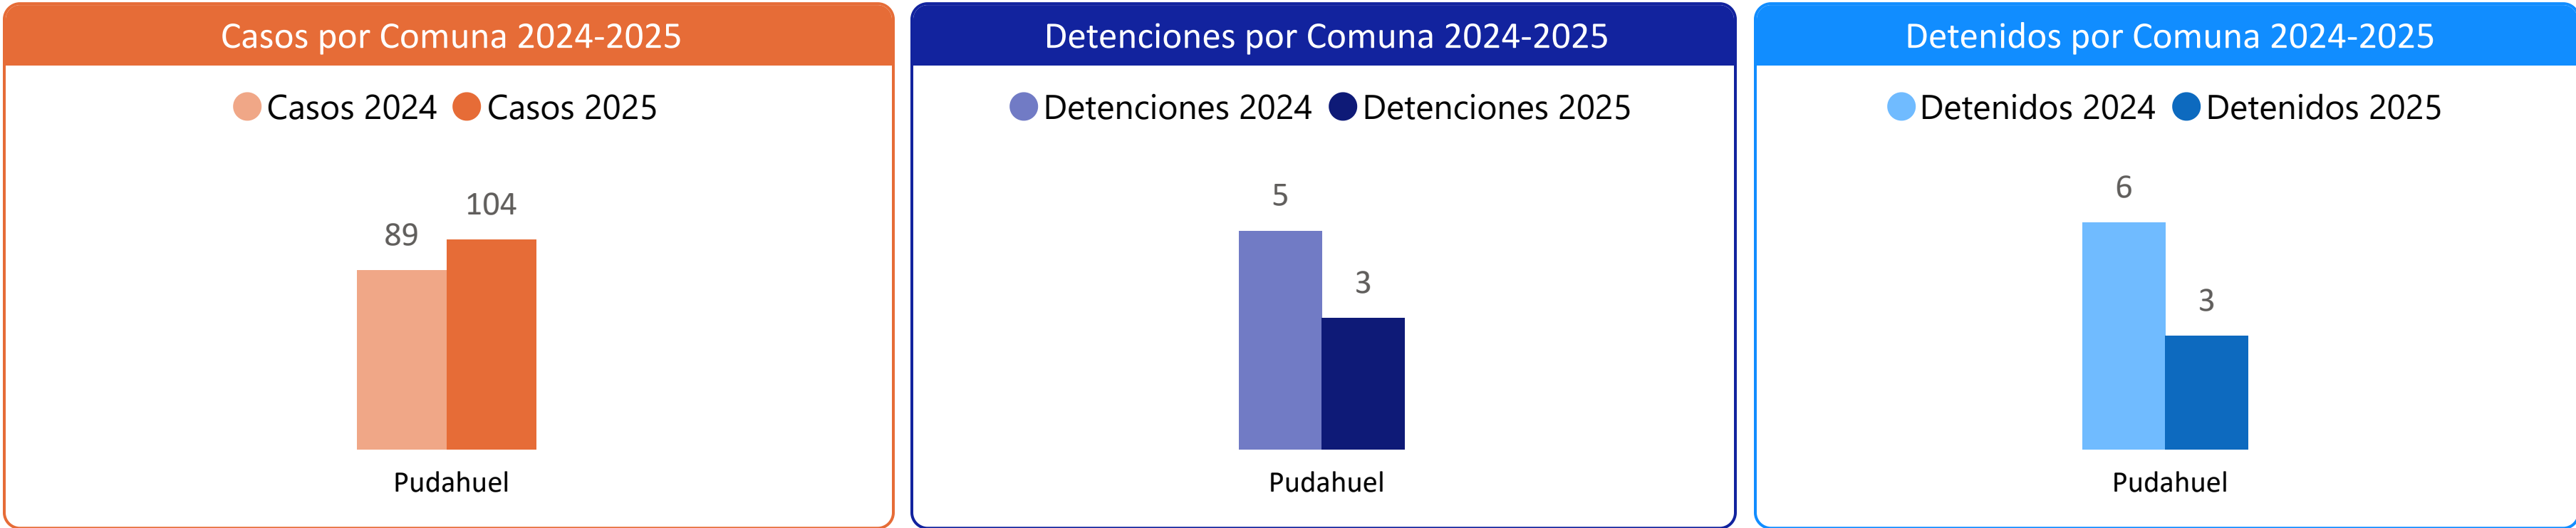 Casos por Comuna 2024-2025
Casos 2024 Casos 2025
89
104
Pudahuel
Detenciones por Comuna 2024-2025
Detenciones 2024 Detenciones 2025
5
3
Pudahuel
Detenidos por Comuna 2024-2025
Detenidos 2024 Detenidos 2025
6
3
Pudahuel